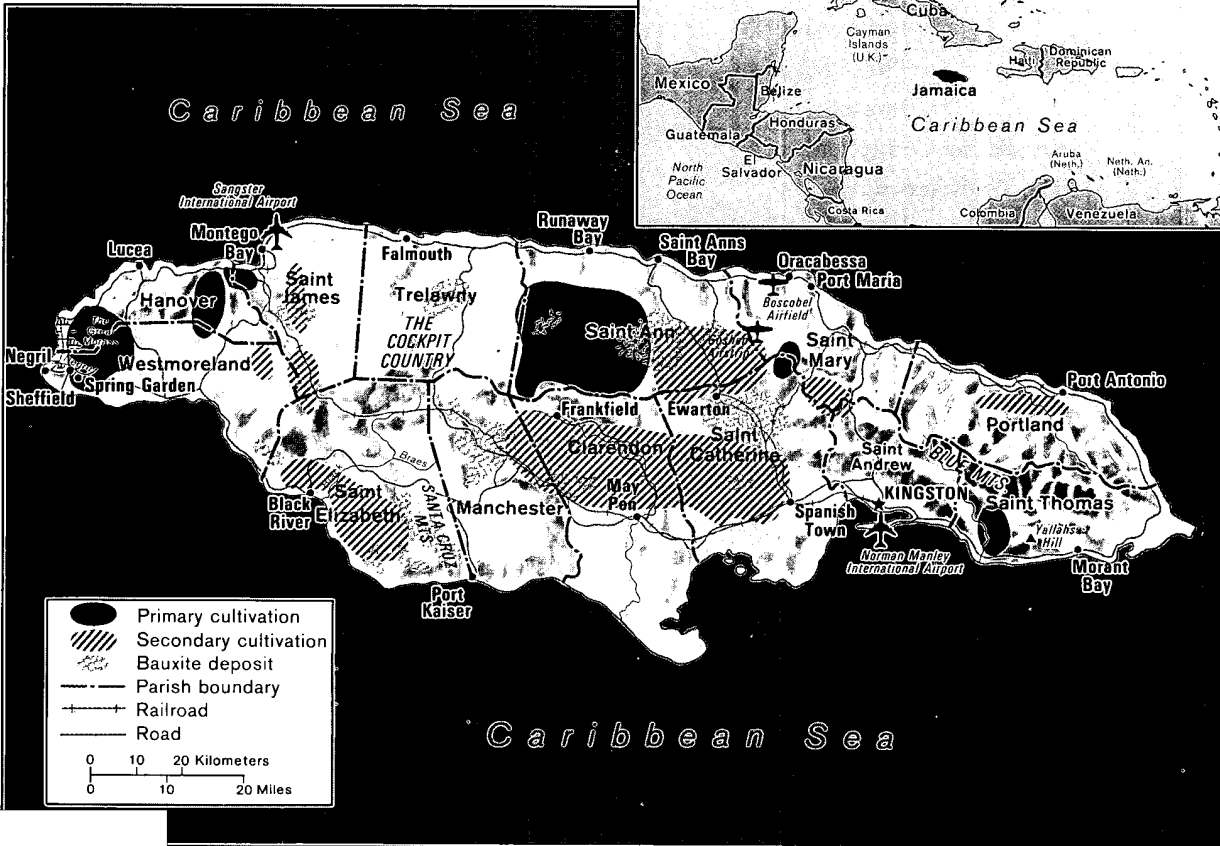 Caribbean Sea
Cuba
Cayman
Islands
(U.K.)
Haiti
Dominican
Republic
Mexico
Belize
Jamaica
Honduras
Caribbean Sea
Guatemala
El
Salvador
Nicaragua
North
Pacific
Ocean
Aruba
(Neth.)
Neth. An.
(Neth.)
Costa Rica
Colombia
Venezuela
Sangster
International Airport
Montego
Bay
Lucea
Falmouth
Runaway
Bay
Saint Anns
Bay
Oracabessa
Port Maria
Boscobel
Airfield
Hanover
Saint
James
Trelawny
THE
COCKPIT
COUNTRY
Saint Ann
Saint
Mary
The
Great
Morass
Negril
Westmoreland
Spring Garden
Sheffield
Port Antonio
Frankfield
Ewarton
Portland
Clarendon
Saint
Catherine
Saint
Andrew
BLUE MTS
Braes
Black
River
Saint
Elizabeth
SANTA CRUZ
MTS
Manchester
May
Pen
Spanish
Town
KINGSTON
Saint Thomas
Yallahs
Hill
Norman Manley
International Airport
Morant
Bay
Port
Kaiser
Primary cultivation
Secondary cultivation
Bauxite deposit
Parish boundary
Railroad
Road
0 10 20 Kilometers
0 10 20 Miles
Caribbean Sea